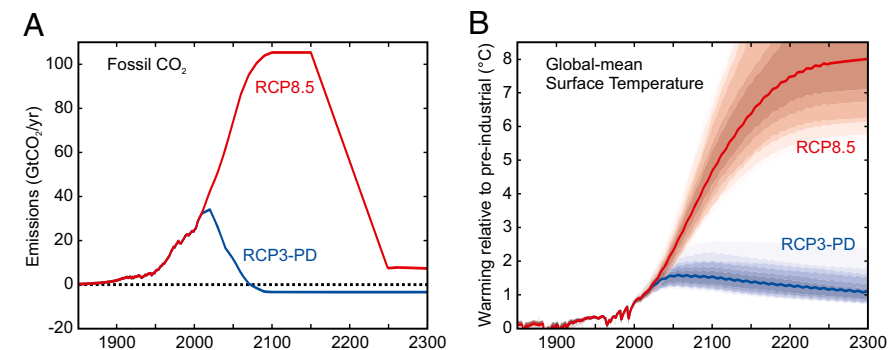 A
Emissions (GtCO2/yr)
100
80
60
40
20
0
-20
Fossil CO2
RCP8.5
RCP3-PD
1900
2000
2100
2200
2300
B
Warming relative to pre-industrial (°C)
8
7
6
5
4
3
2
1
0
Global-mean
Surface Temperature
RCP8.5
RCP3-PD
1900
2000
2100
2200
2300